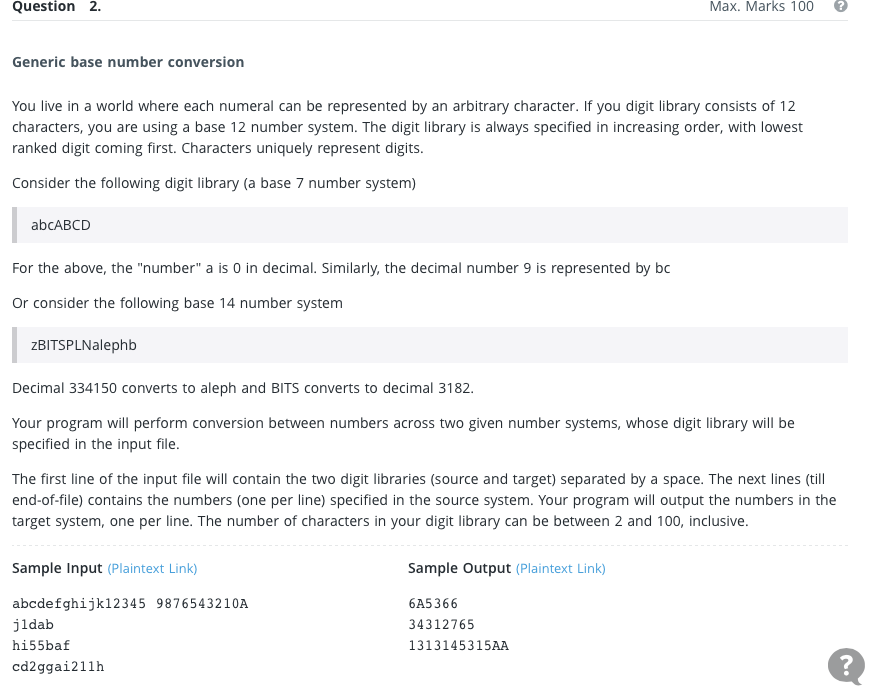 Question 2.
Max. Marks 100
Generic base number conversion
You live in a world where each numeral can be represented by an arbitrary character. If you digit library consists of 12
characters, you are using a base 12 number system. The digit library is always specified in increasing order, with lowest
ranked digit coming first. Characters uniquely represent digits.
Consider the following digit library (a base 7 number system)
abcABCD
For the above, the "number" a is 0 in decimal. Similarly, the decimal number 9 is represented by bc
Or consider the following base 14 number system
zBITSPLNalephb
Decimal 334150 converts to aleph and BITS converts to decimal 3182.
Your program will perform conversion between numbers across two given number systems, whose digit library will be
specified in the input file.
The first line of the input file will contain the two digit libraries (source and target) separated by a space. The next lines (till
end-of-file) contains the numbers (one per line) specified in the source system. Your program will output the numbers in the
target system, one per line. The number of characters in your digit library can be between 2 and 100, inclusive.
Sample Input (Plaintext Link)
abcdefghijk12345 9876543210A
j1dab
hi55baf
cd2ggai211h
Sample Output (Plaintext Link)
6A5366
34312765
1313145315AA